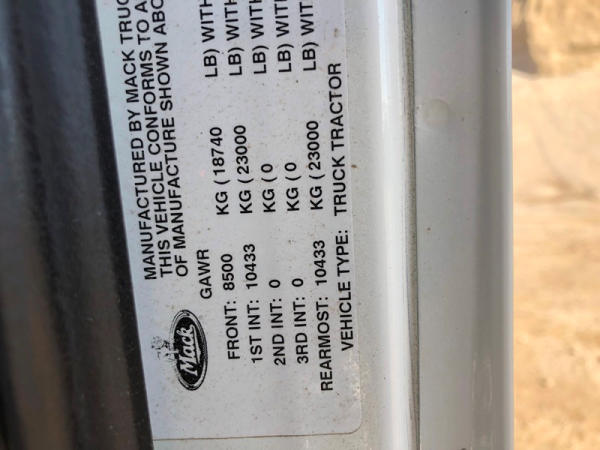 MANUFACTURED BY MACK TRUC
THIS VEHICLE CONFORMS TO A
OF MANUFACTURE SHOWN ABO
GAWR
FRONT: 8500 KG ( 18740 LB) WITH
1ST INT: 10433 KG ( 23000 LB) WITH
2ND INT: 0 KG ( 0 LB) WITH
3RD INT: 0 KG ( 0 LB) WITH
REARMOST: 10433 KG ( 23000 LB) WITH
VEHICLE TYPE: TRUCK TRACTOR
Mack